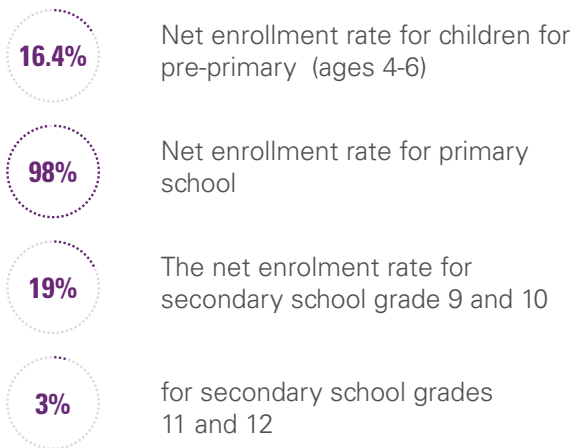 16.4%
Net enrollment rate for children for
pre-primary (ages 4-6)
98%
Net enrollment rate for primary
school
19%
The net enrolment rate for
secondary school grade 9 and 10
3%
for secondary school grades
11 and 12